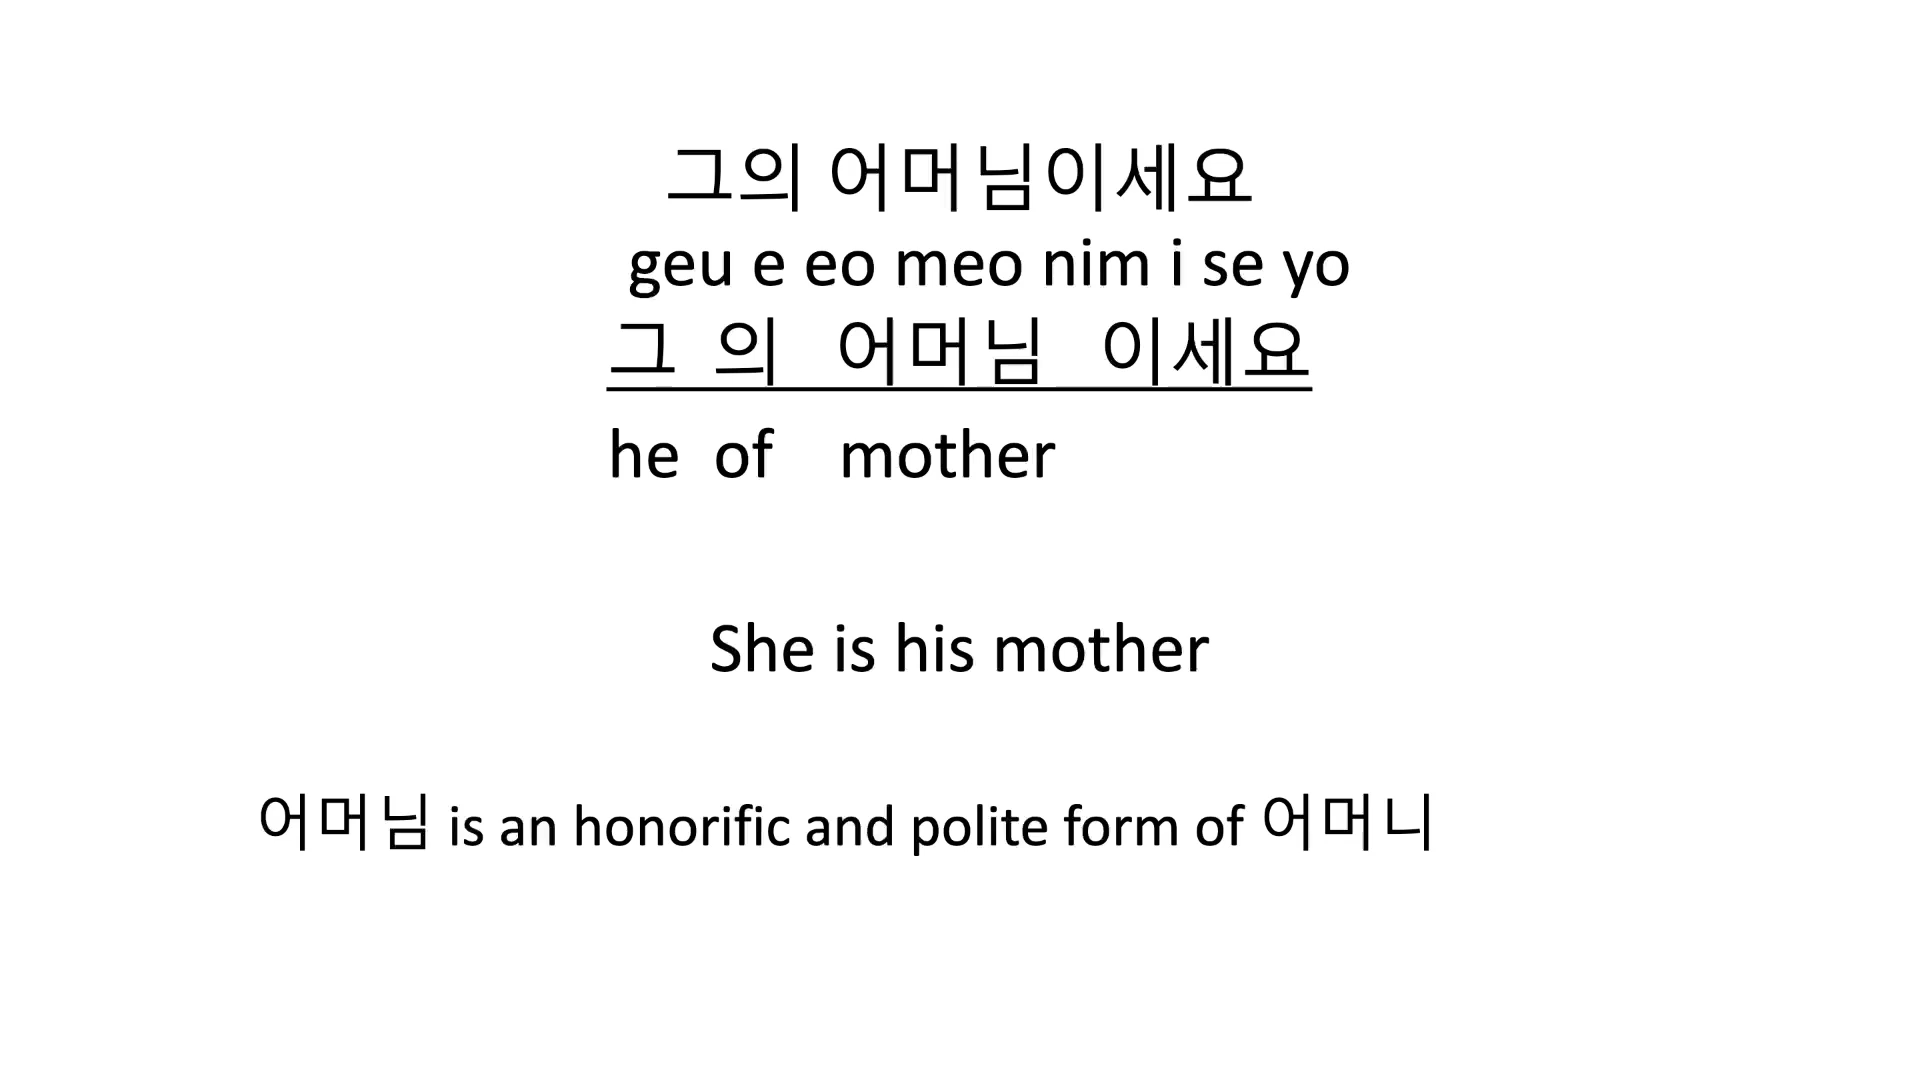 그의 어머님이세요
geu e eo meo nim i se yo
그 의 어머님 이세요
he of mother
She is his mother
어머님 is an honorific and polite form of 어머니